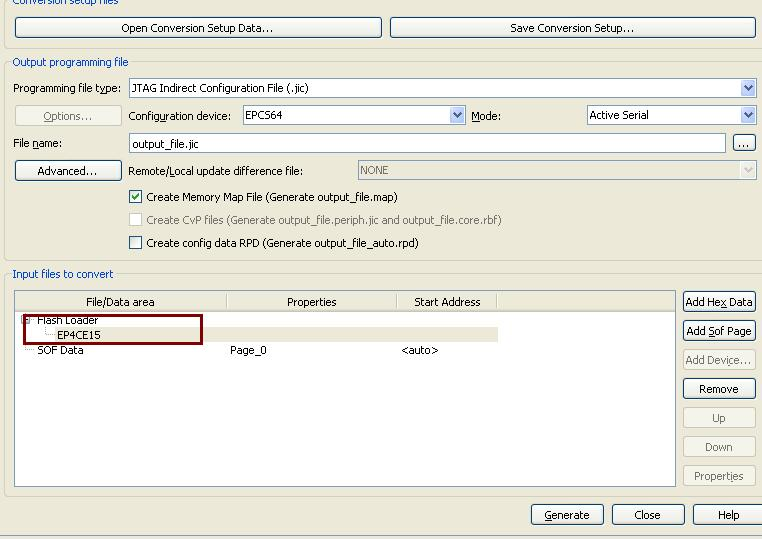 Conversion setup files
Open Conversion Setup Data... Save Conversion Setup...
Output programming file
Programming file type: JTAG Indirect Configuration File (.jic)
Options... Configuration device: EPCS64 Mode: Active Serial
File name: output_file.jic ...
Advanced... Remote/Local update difference file: NONE
Create Memory Map File (Generate output_file.map)
Create CvP files (Generate output_file.periph.jic and output_file.core.rbf)
Create config data RPD (Generate output_file_auto.rpd)
Input files to convert
File/Data area Properties Start Address
Flash Loader
EP4CE15
SOF Data Page_0 <auto>
Add Hex Data
Add Sof Page
Add Device...
Remove
Up
Down
Properties
Generate Close Help